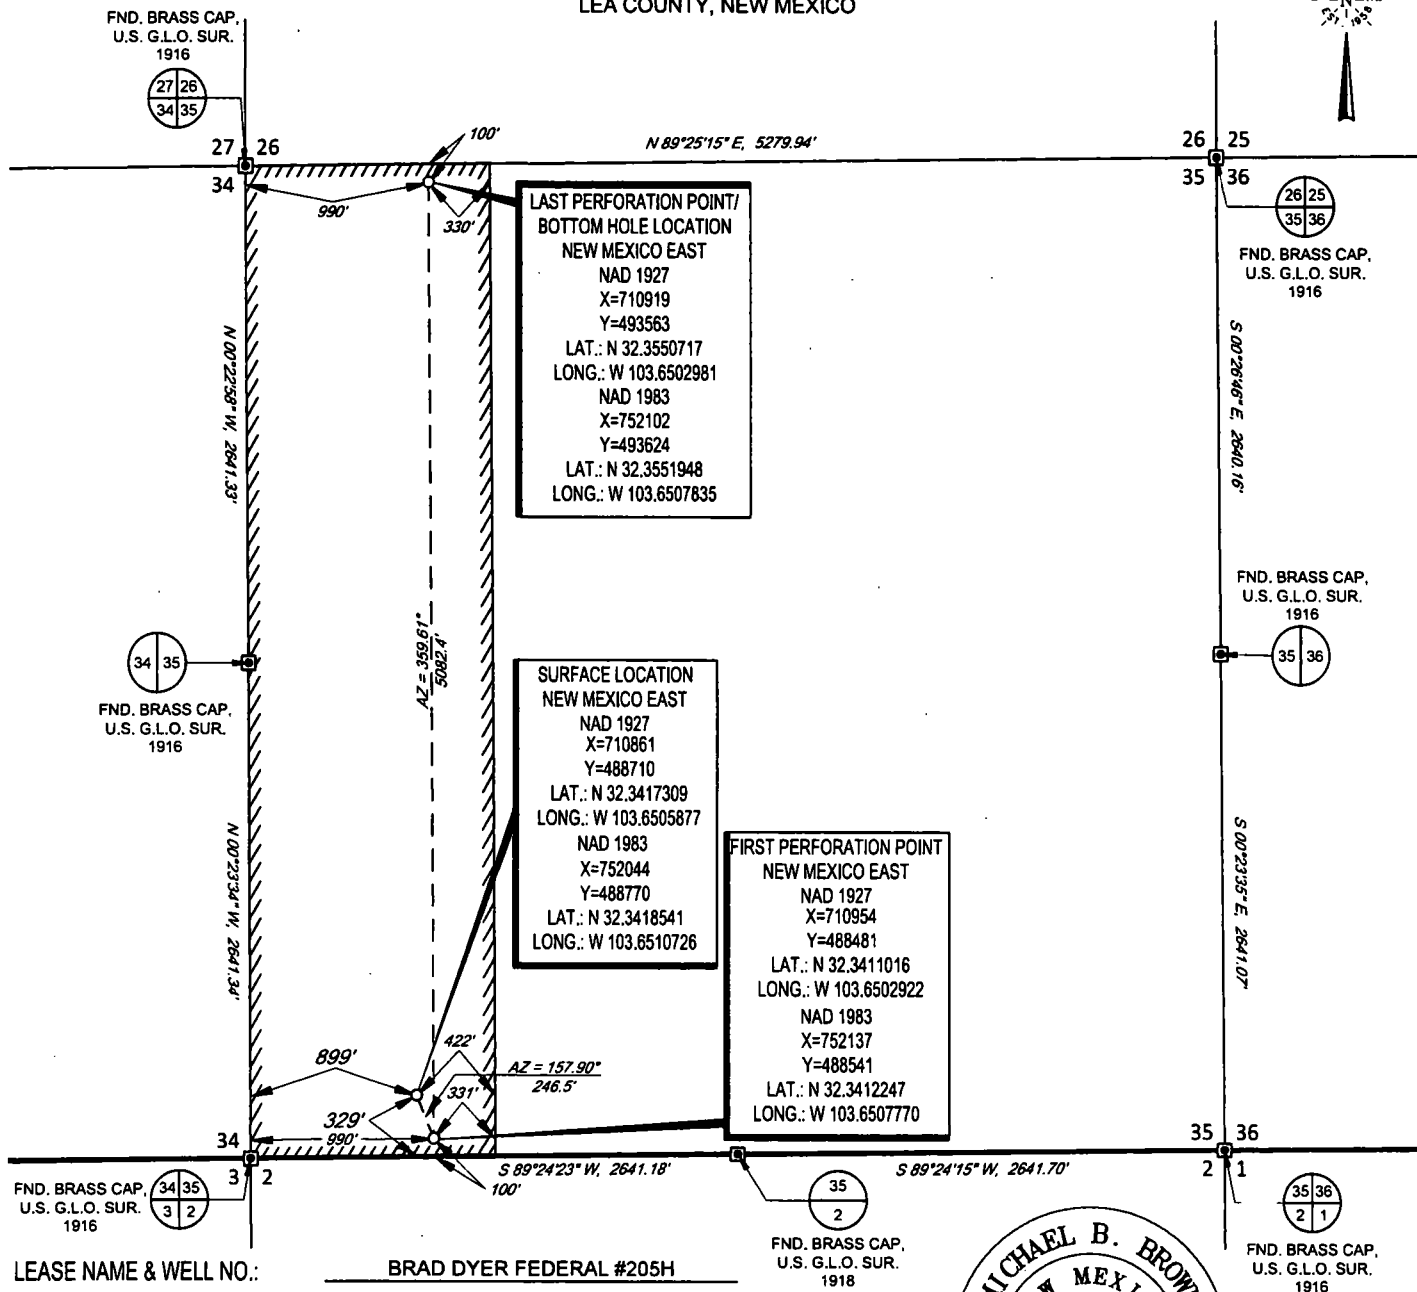 LEA COUNTY, NEW MEXICO
EST. 1958
FND. BRASS CAP,
U.S. G.L.O. SUR.
1916
27 26
34 35
27 26
34
100'
990'
330'
N 89°25'15" E, 5279.94'
26 25
35 36
26 25
35 36
FND. BRASS CAP,
U.S. G.L.O. SUR.
1916
LAST PERFORATION POINT/
BOTTOM HOLE LOCATION
NEW MEXICO EAST
NAD 1927
X=710919
Y=493563
LAT.: N 32.3550717
LONG.: W 103.6502981
NAD 1983
X=752102
Y=493624
LAT.: N 32.3551948
LONG.: W 103.6507835
N 00°22'58" W, 2641.33'
S 00°26'46" E, 2640.16'
34 35
FND. BRASS CAP,
U.S. G.L.O. SUR.
1916
AZ = 359.61°
5082.4'
FND. BRASS CAP,
U.S. G.L.O. SUR.
1916
35 36
SURFACE LOCATION
NEW MEXICO EAST
NAD 1927
X=710861
Y=488710
LAT.: N 32.3417309
LONG.: W 103.6505877
NAD 1983
X=752044
Y=488770
LAT.: N 32.3418541
LONG.: W 103.6510726
FIRST PERFORATION POINT
NEW MEXICO EAST
NAD 1927
X=710954
Y=488481
LAT.: N 32.3411016
LONG.: W 103.6502922
NAD 1983
X=752137
Y=488541
LAT.: N 32.3412247
LONG.: W 103.6507770
N 00°23'34" W, 2641.34'
S 00°23'35" E, 2641.07'
899'
422'
AZ = 157.90°
246.5'
331'
329'
990'
100'
34
3 2
S 89°24'23" W, 2641.18'
S 89°24'15" W, 2641.70'
35 36
2 1
FND. BRASS CAP,
U.S. G.L.O. SUR.
1916
34 35
3 2
35
2
FND. BRASS CAP,
U.S. G.L.O. SUR.
1918
35 36
2 1
FND. BRASS CAP,
U.S. G.L.O. SUR.
1916
LEASE NAME & WELL NO.: BRAD DYER FEDERAL #205H
MICHAEL B. BROW
W MEXI